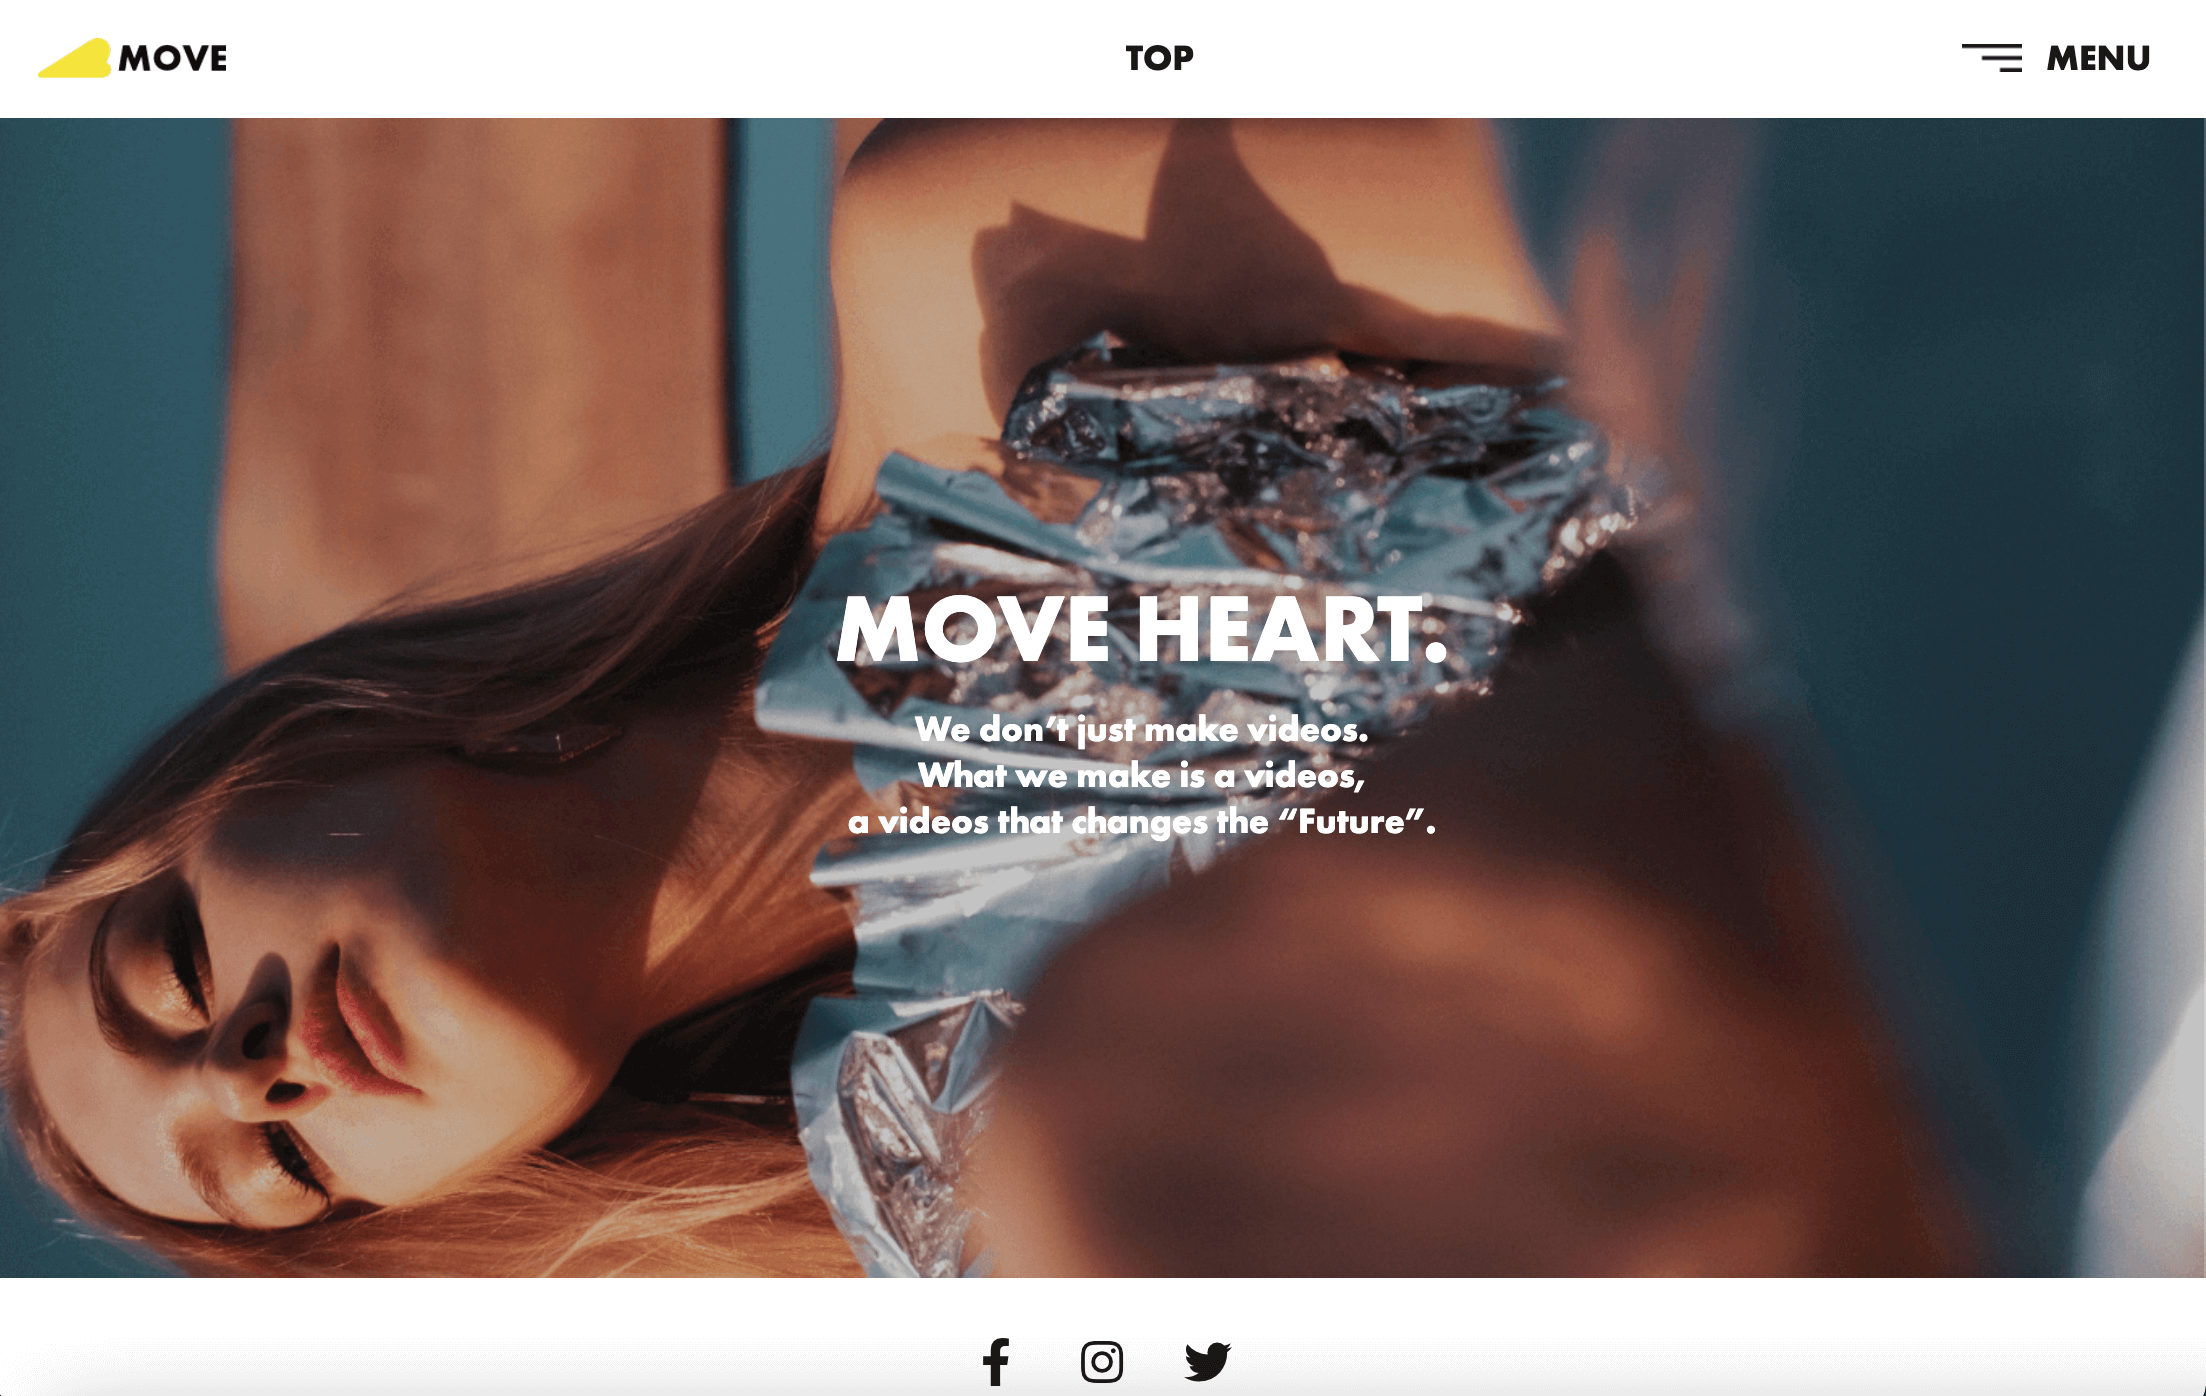 MOVE
TOP
MENU
MOVE HEART.
We don’t just make videos.
What we make is a videos,
a videos that changes the “Future”.